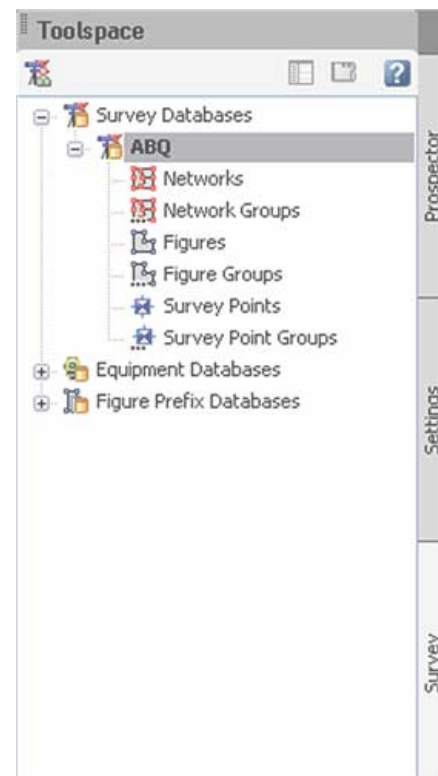 Toolspace
?
Survey Databases
ABQ
Networks
Network Groups
Figures
Figure Groups
Survey Points
Survey Point Groups
Equipment Databases
Figure Prefix Databases
Prospector
Settings
Survey